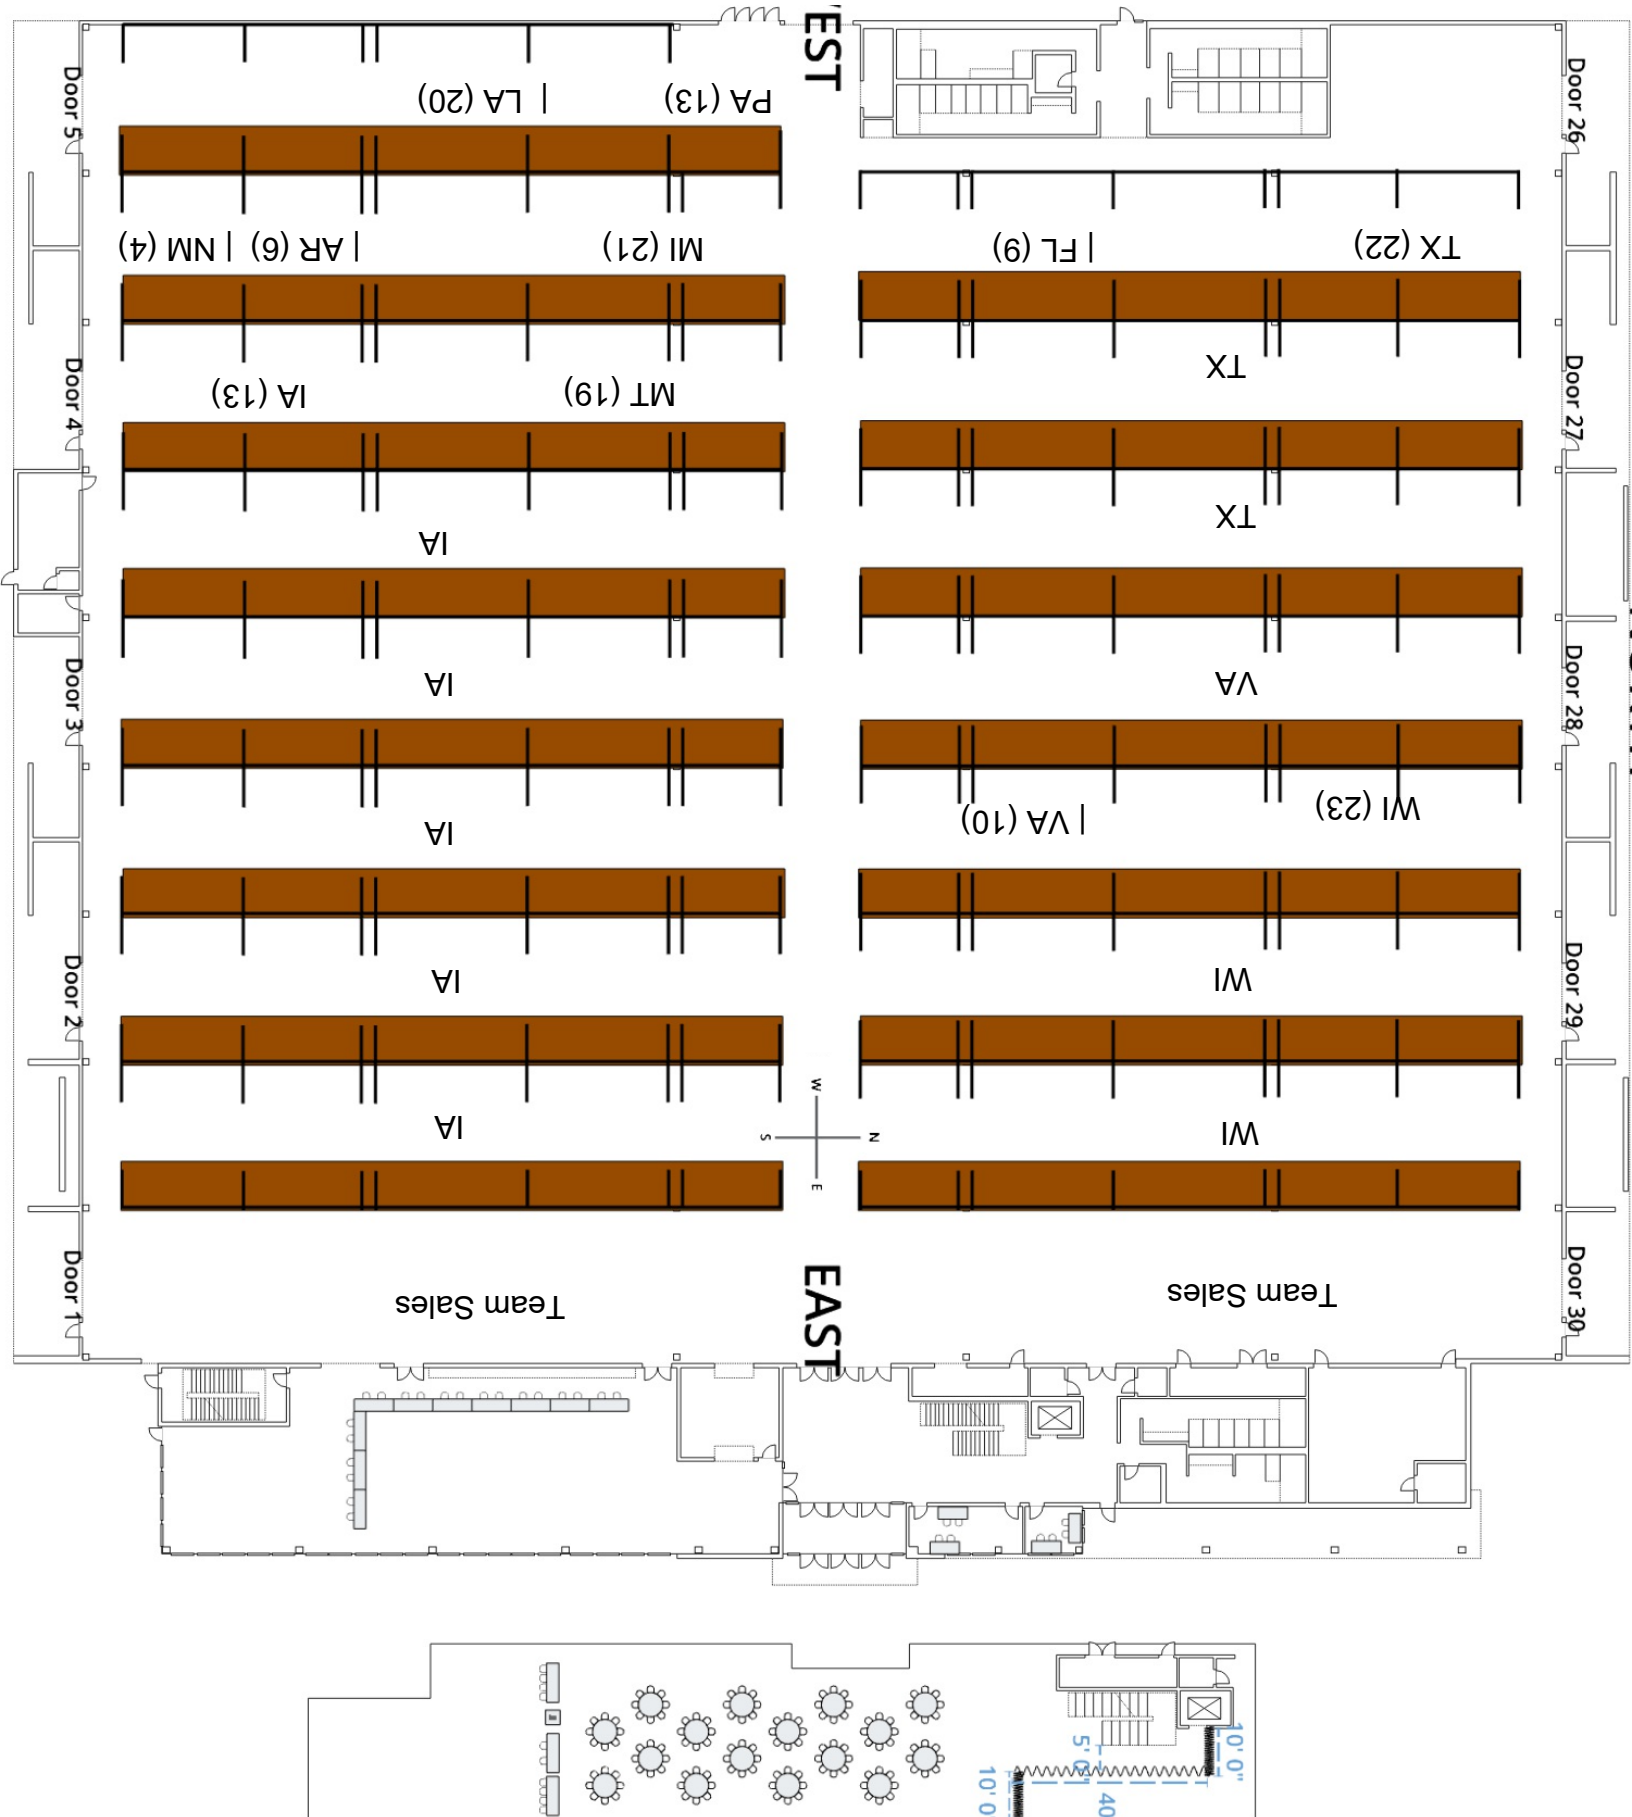 EST
Door 5
Door 26
| LA (20)
PA (13)
NM (4)
| AR (6) |
MI (21)
| FL (9)
TX (22)
TX
IA (13)
MT (19)
Door 4
Door 27
TX
IA
IA
VA
Door 3
Door 28
IA
| VA (10)
WI (23)
IA
WI
Door 2
Door 29
W
S
N
E
IA
WI
Door 1
Door 30
EAST
Team Sales
Team Sales
5' 0"
10' 0"
10' 0
40